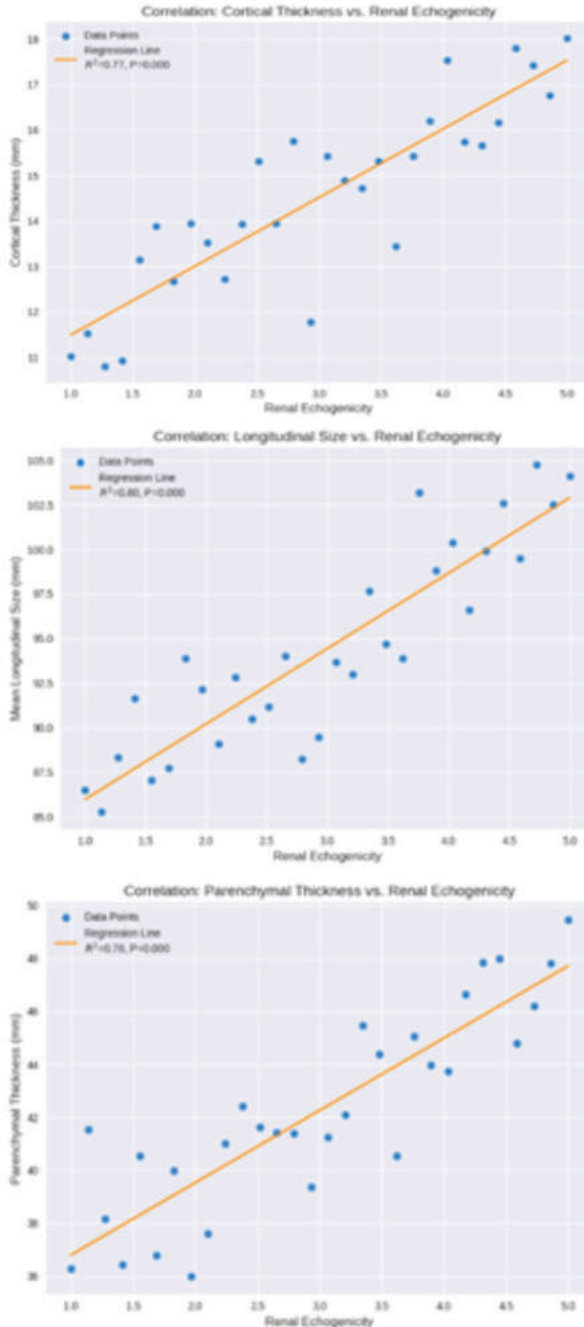 Correlation: Cortical Thickness vs. Renal Echogenicity
Data Points
Regression Line
R²=0.77, P=0.000
18
17
16
15
14
13
12
11
Cortical Thickness (mm)
1.0 1.5 2.0 2.5 3.0 3.5 4.0 4.5 5.0
Renal Echogenicity
Correlation: Longitudinal Size vs. Renal Echogenicity
Data Points
Regression Line
R²=0.80, P=0.000
105.0
102.5
100.0
97.5
95.0
92.5
90.0
87.5
85.0
Mean Longitudinal Size (mm)
1.0 1.5 2.0 2.5 3.0 3.5 4.0 4.5 5.0
Renal Echogenicity
Correlation: Parenchymal Thickness vs. Renal Echogenicity
Data Points
Regression Line
P=0.000
50
48
46
44
42
40
Parenchymal Thickness (mm)
1.0 1.5 2.0 2.5 3.0 3.5 4.0 4.5 5.0
Renal Echogenicity